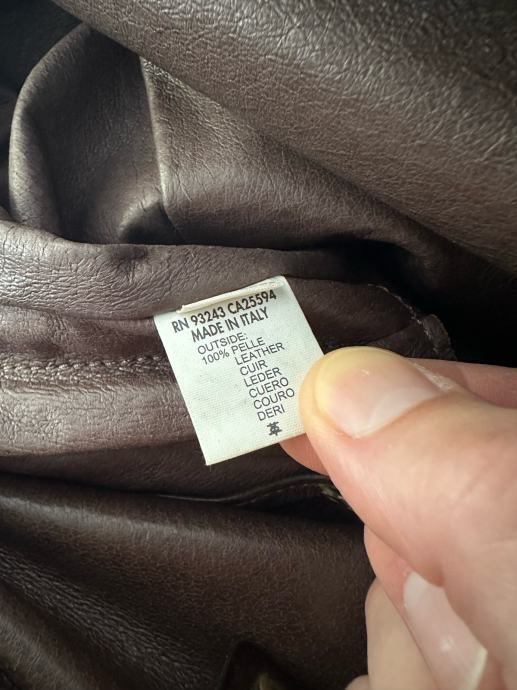 RN 93243 CA25594
MADE IN ITALY
OUTSIDE:
100% PELLE
LEATHER
CUIR
LEDER
CUERO
COURO
DERI